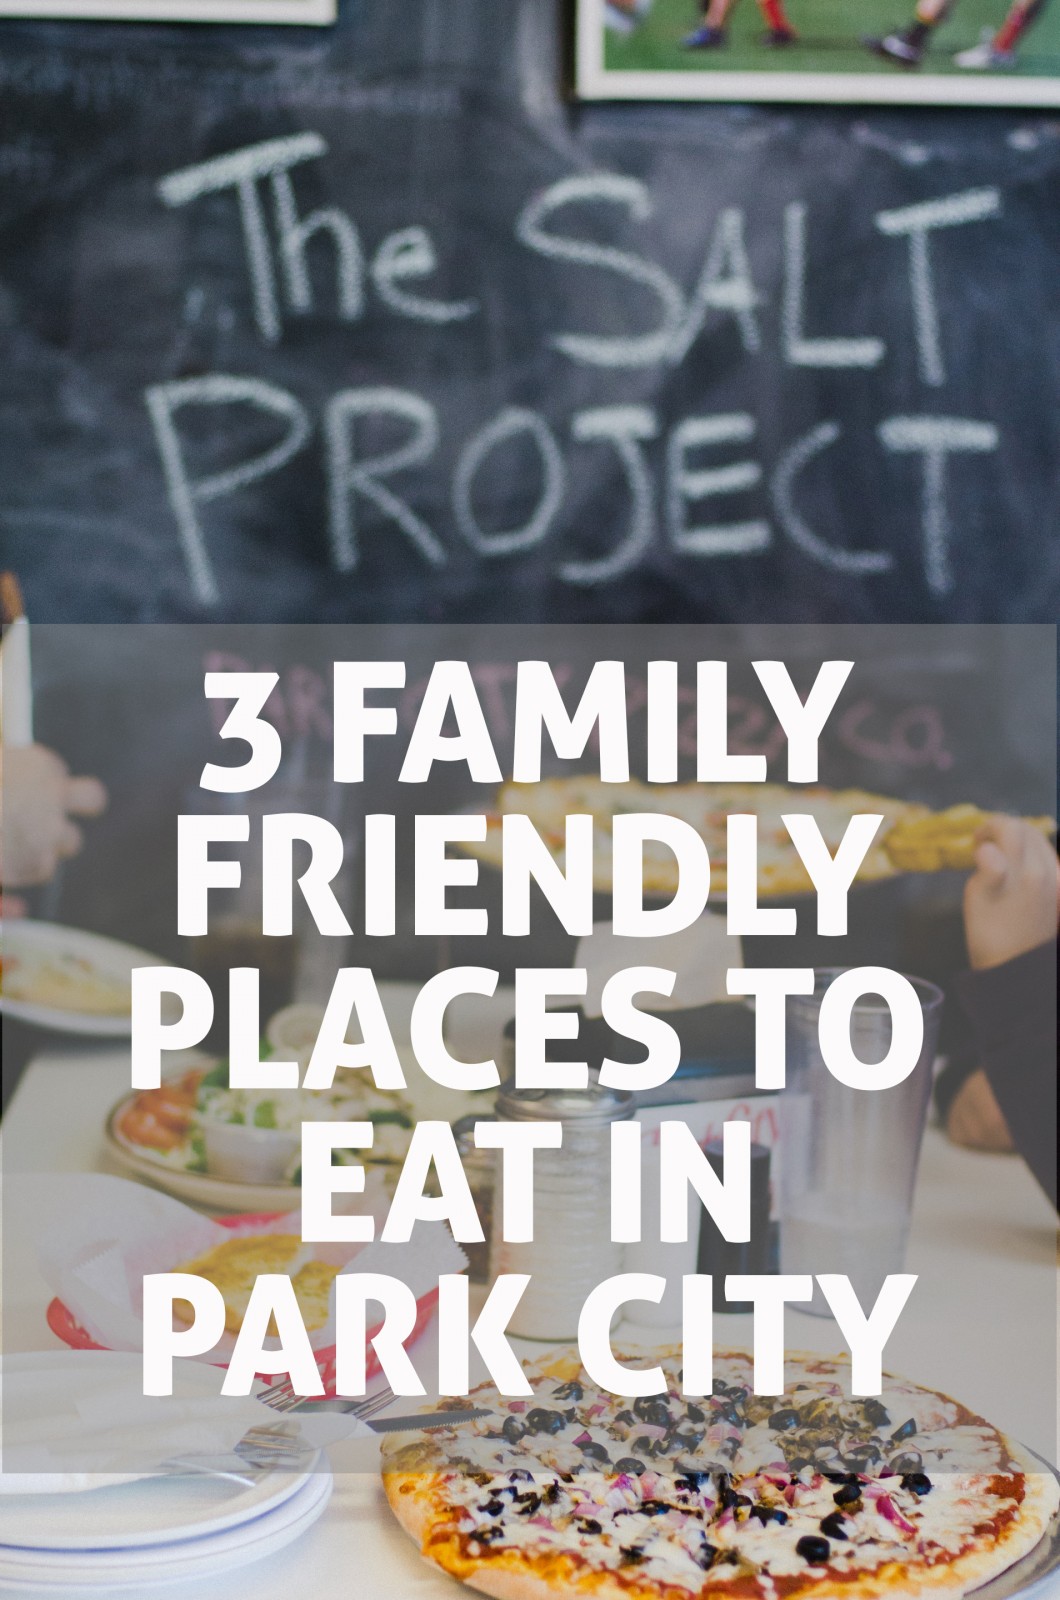 The SALT
PROJECT
3 FAMILY
FRIENDLY
PLACES TO
EAT IN
PARK CITY